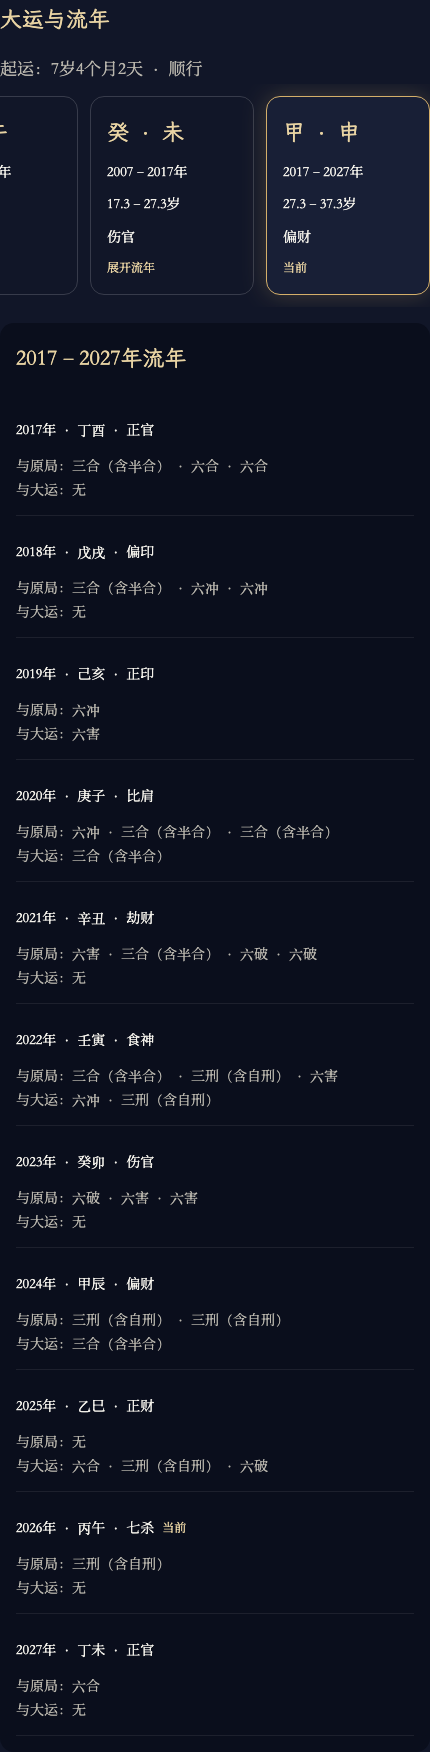 大运与流年
起运：7岁4个月2天 · 顺行
年
癸 · 未
2007 – 2017年
17.3 – 27.3岁
伤官
展开流年
甲 · 申
2017 – 2027年
27.3 – 37.3岁
偏财
当前
2017 – 2027年流年
2017年 · 丁酉 · 正官
与原局：三合（含半合） · 六合 · 六合
与大运：无
2018年 · 戊戌 · 偏印
与原局：三合（含半合） · 六冲 · 六冲
与大运：无
2019年 · 己亥 · 正印
与原局：六冲
与大运：六害
2020年 · 庚子 · 比肩
与原局：六冲 · 三合（含半合） · 三合（含半合）
与大运：三合（含半合）
2021年 · 辛丑 · 劫财
与原局：六害 · 三合（含半合） · 六破 · 六破
与大运：无
2022年 · 壬寅 · 食神
与原局：三合（含半合） · 三刑（含自刑） · 六害
与大运：六冲 · 三刑（含自刑）
2023年 · 癸卯 · 伤官
与原局：六破 · 六害 · 六害
与大运：无
2024年 · 甲辰 · 偏财
与原局：三刑（含自刑） · 三刑（含自刑）
与大运：三合（含半合）
2025年 · 乙巳 · 正财
与原局：无
与大运：六合 · 三刑（含自刑） · 六破
2026年 · 丙午 · 七杀 当前
与原局：三刑（含自刑）
与大运：无
2027年 · 丁未 · 正官
与原局：六合
与大运：无